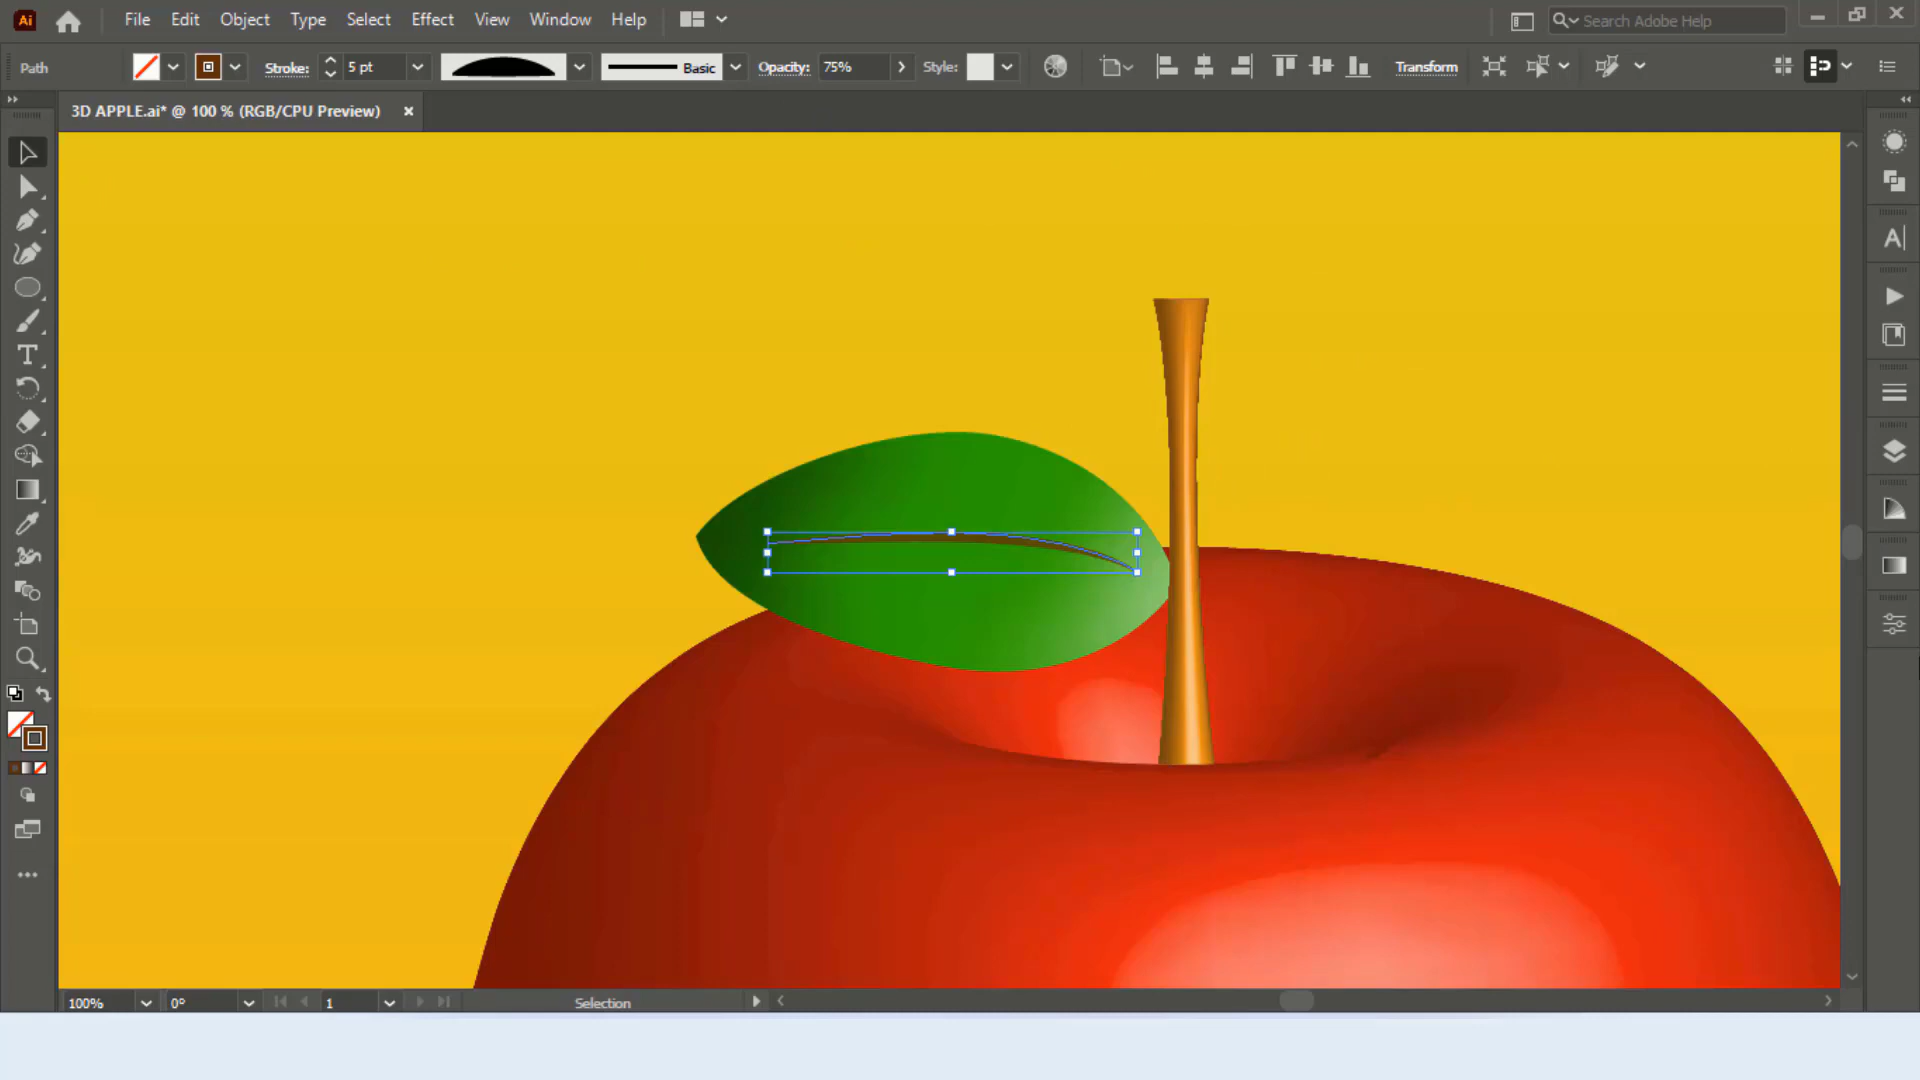 Ai File Edit Object Type Select Effect View Window Help Search Adobe Help
Path Stroke: 5 pt Basic Opacity: 75% Style: Transform
3D APPLE.ai* @ 100 % (RGB/CPU Preview) ×
100% 0° 1 Selection